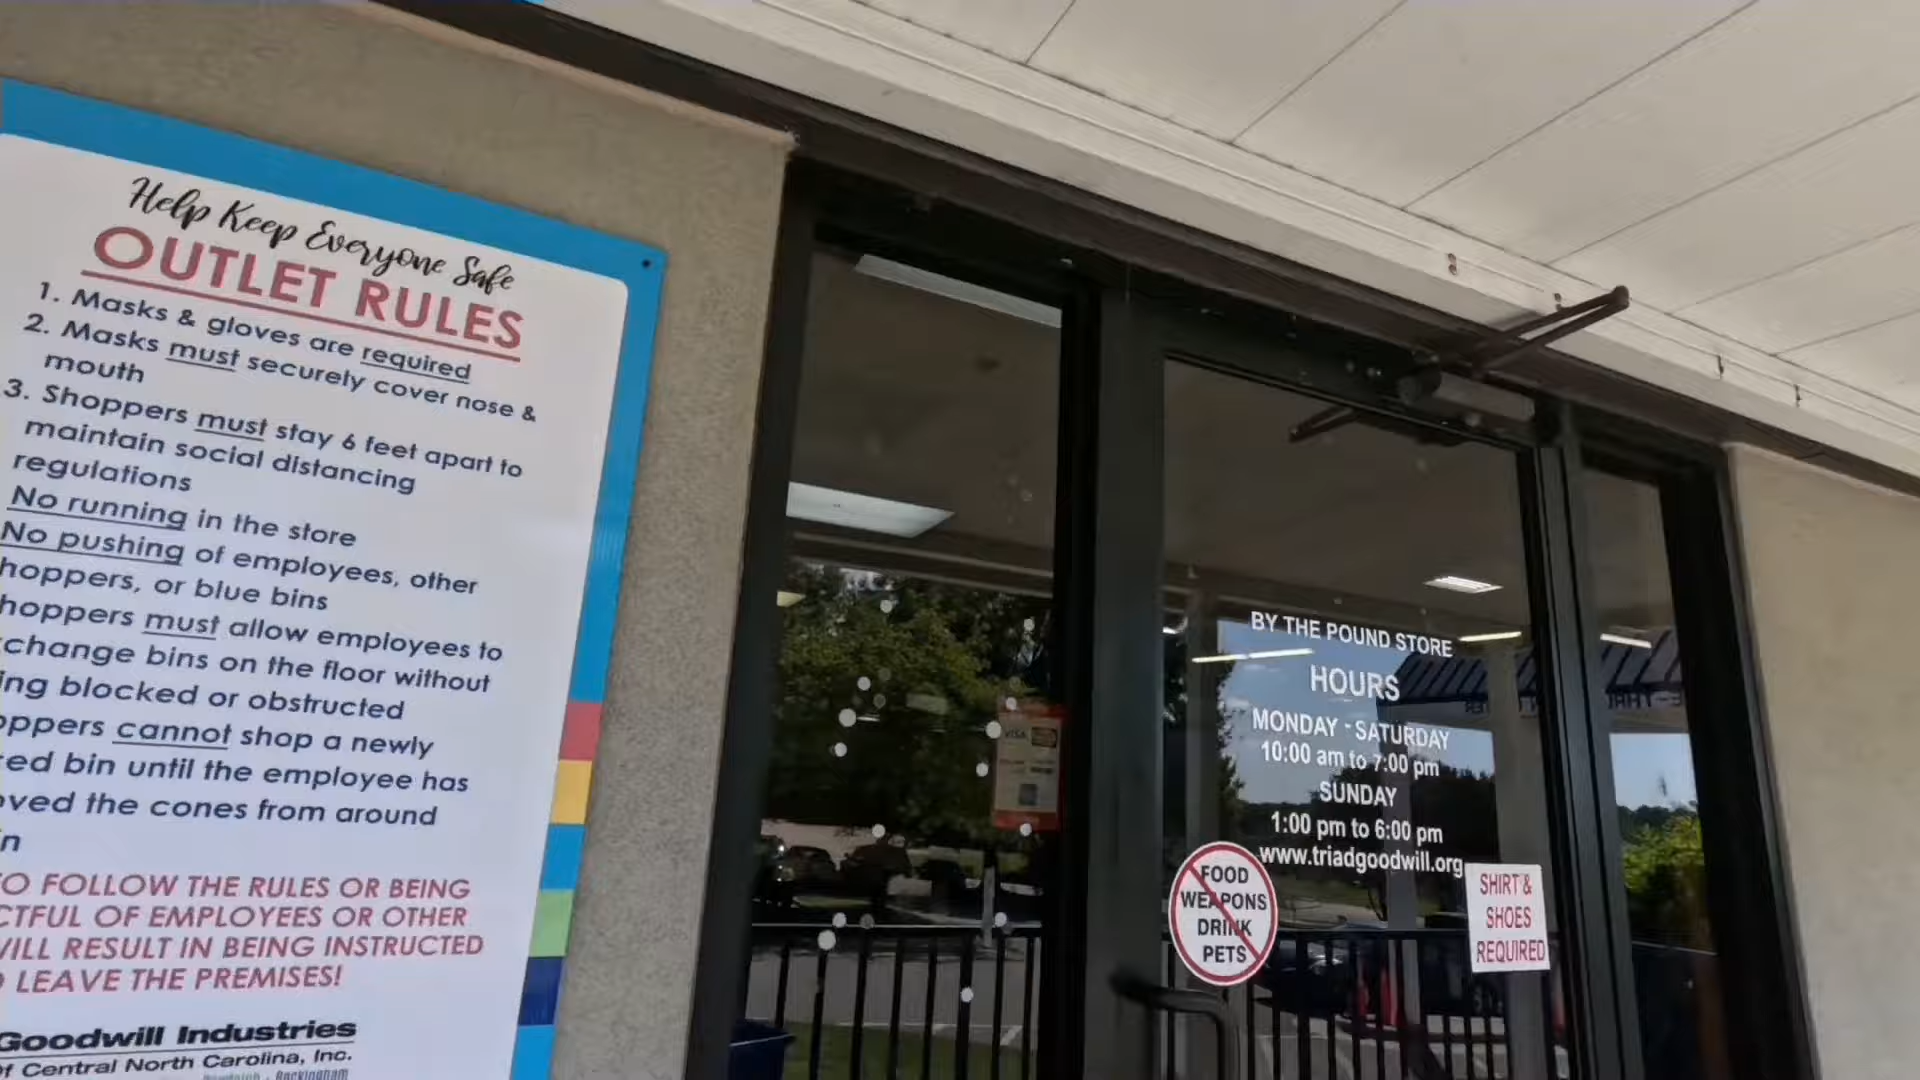 Help Keep Everyone Safe
OUTLET RULES
1. Masks & gloves are required
2. Masks must securely cover nose &
mouth
3. Shoppers must stay 6 feet apart to
maintain social distancing
regulations
No running in the store
No pushing of employees, other
hoppers, or blue bins
hoppers must allow employees to
change bins on the floor without
ing blocked or obstructed
oppers cannot shop a newly
ed bin until the employee has
oved the cones from around
n
TO FOLLOW THE RULES OR BEING
CTFUL OF EMPLOYEES OR OTHER
WILL RESULT IN BEING INSTRUCTED
O LEAVE THE PREMISES!
Goodwill Industries
of Central North Carolina, Inc.
Rockingham
VISA
BY THE POUND STORE
HOURS
MONDAY - SATURDAY
10:00 am to 7:00 pm
SUNDAY
1:00 pm to 6:00 pm
www.triadgoodwill.org
FOOD
WEAPONS
DRINK
PETS
SHIRT &
SHOES
REQUIRED